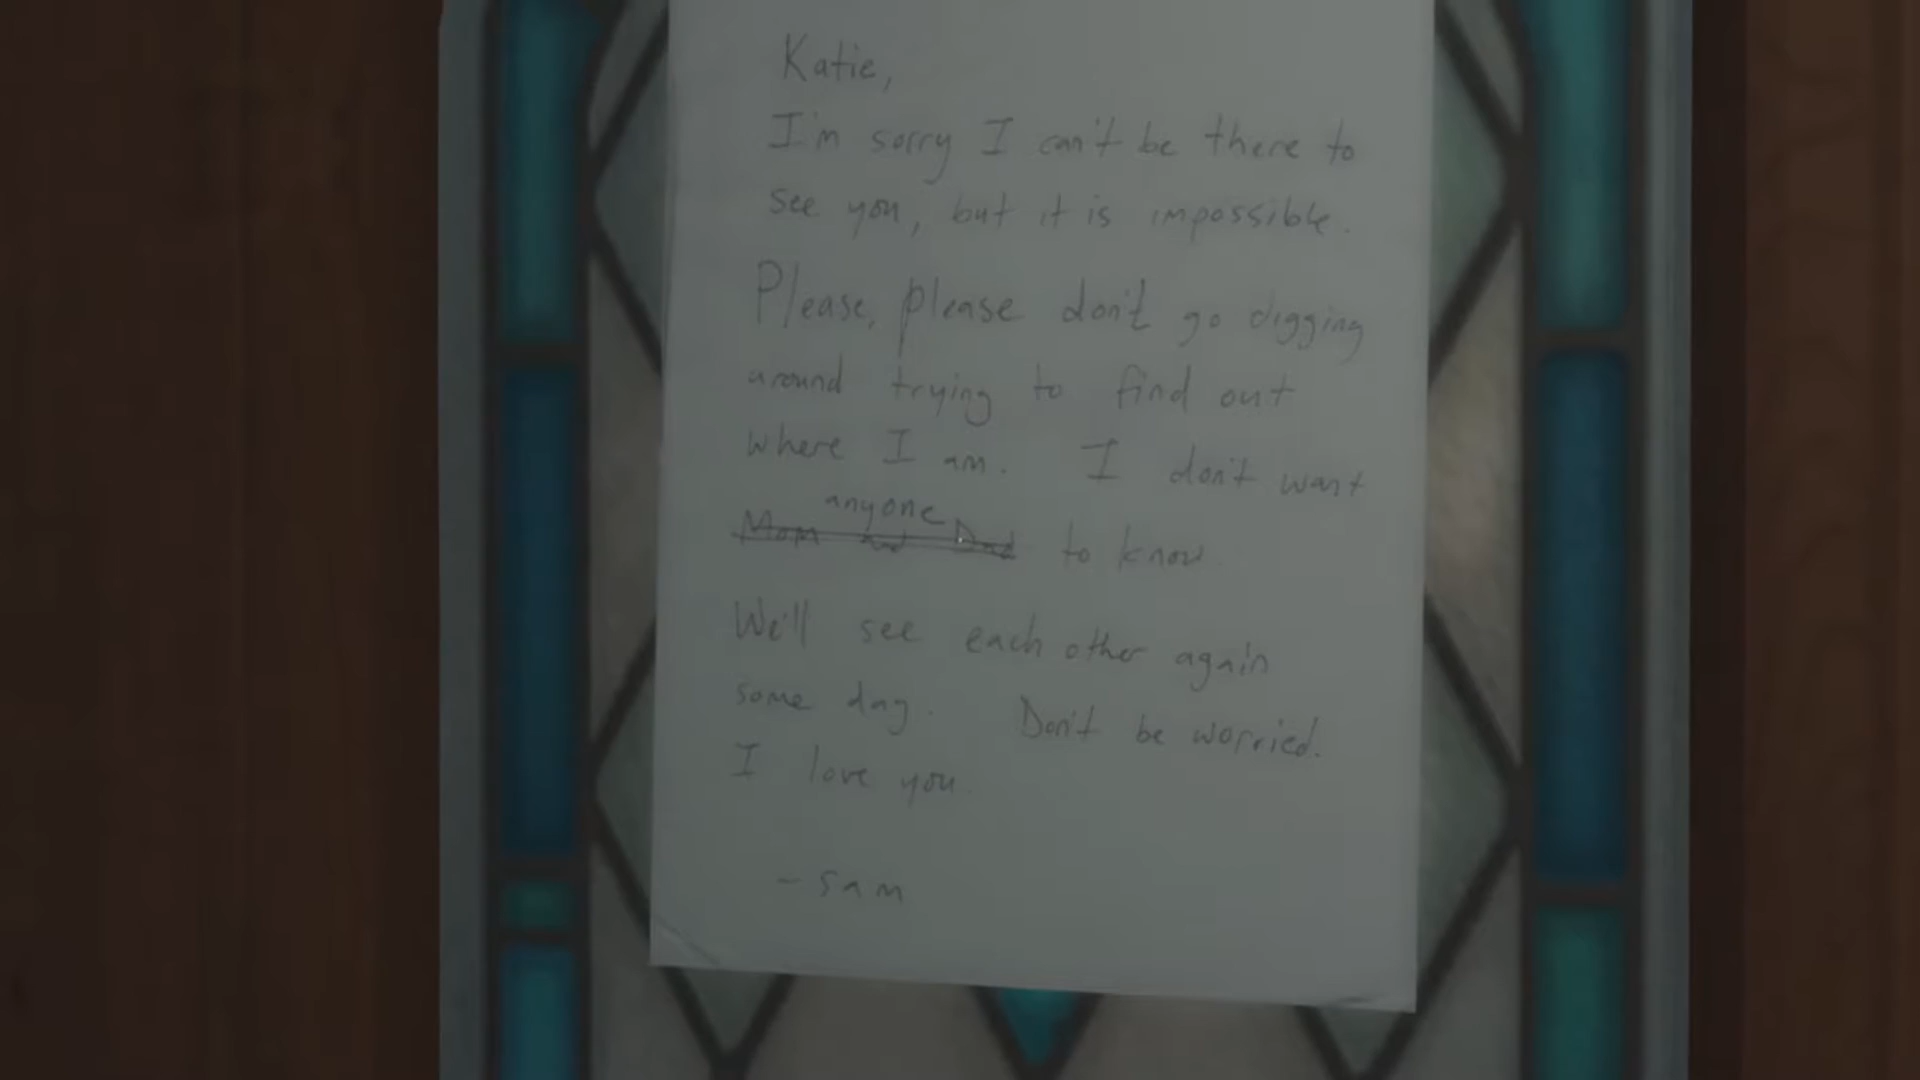 Katie,
I'm sorry I can't be there to
see you, but it is impossible.
Please, please don't go digging
around trying to find out
where I am. I don't want
anyone
Mom and Dad to know.
We'll see each other again
some day. Don't be worried.
I love you.
- Sam